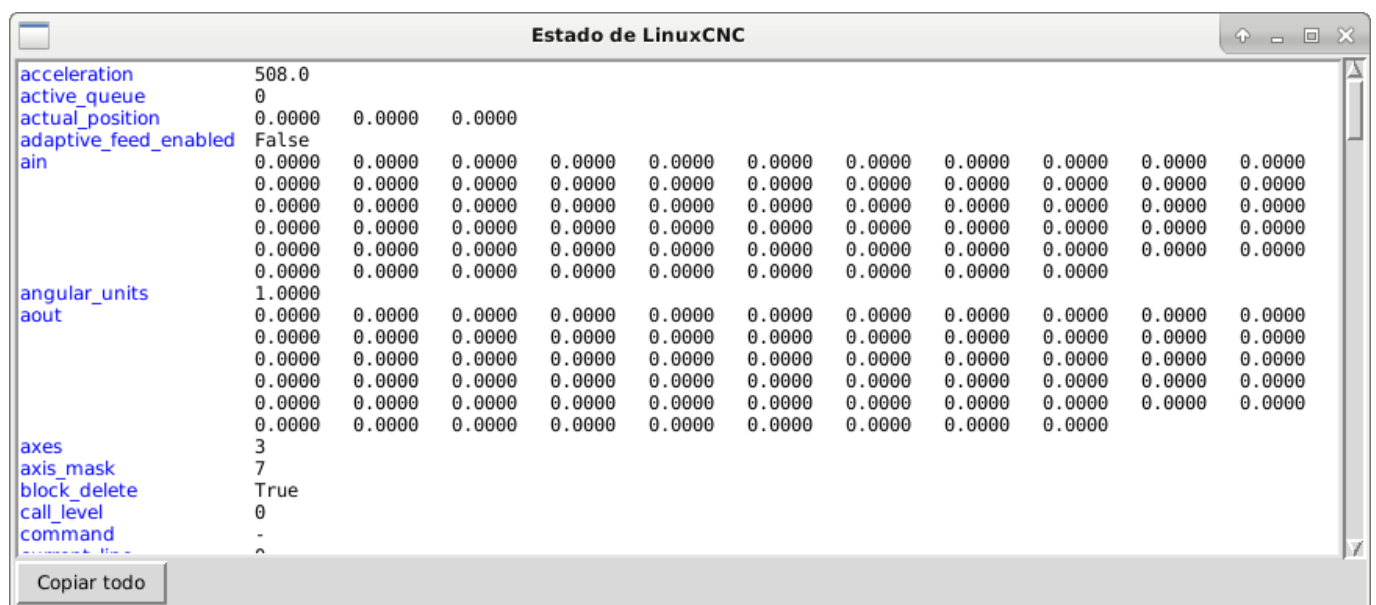 Estado de LinuxCNC
acceleration 508.0
active_queue 0
actual_position 0.0000 0.0000 0.0000
adaptive_feed_enabled False
ain 0.0000 0.0000 0.0000 0.0000 0.0000 0.0000 0.0000 0.0000 0.0000 0.0000 0.0000
0.0000 0.0000 0.0000 0.0000 0.0000 0.0000 0.0000 0.0000 0.0000 0.0000 0.0000
0.0000 0.0000 0.0000 0.0000 0.0000 0.0000 0.0000 0.0000 0.0000 0.0000 0.0000
0.0000 0.0000 0.0000 0.0000 0.0000 0.0000 0.0000 0.0000 0.0000 0.0000 0.0000
0.0000 0.0000 0.0000 0.0000 0.0000 0.0000 0.0000 0.0000 0.0000 0.0000 0.0000
0.0000 0.0000 0.0000 0.0000 0.0000 0.0000 0.0000 0.0000 0.0000
angular_units 1.0000
aout 0.0000 0.0000 0.0000 0.0000 0.0000 0.0000 0.0000 0.0000 0.0000 0.0000 0.0000
0.0000 0.0000 0.0000 0.0000 0.0000 0.0000 0.0000 0.0000 0.0000 0.0000 0.0000
0.0000 0.0000 0.0000 0.0000 0.0000 0.0000 0.0000 0.0000 0.0000 0.0000 0.0000
0.0000 0.0000 0.0000 0.0000 0.0000 0.0000 0.0000 0.0000 0.0000 0.0000 0.0000
0.0000 0.0000 0.0000 0.0000 0.0000 0.0000 0.0000 0.0000 0.0000 0.0000 0.0000
0.0000 0.0000 0.0000 0.0000 0.0000 0.0000 0.0000 0.0000 0.0000
axes 3
axis_mask 7
block_delete True
call_level 0
command -
Copiar todo